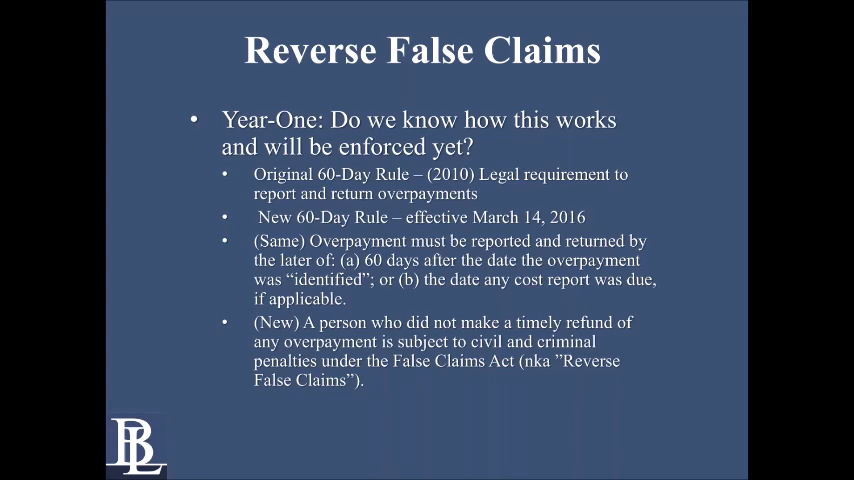 Reverse False Claims
• Year-One: Do we know how this works
and will be enforced yet?
• Original 60-Day Rule – (2010) Legal requirement to
report and return overpayments
• New 60-Day Rule – effective March 14, 2016
• (Same) Overpayment must be reported and returned by
the later of: (a) 60 days after the date the overpayment
was “identified”; or (b) the date any cost report was due,
if applicable.
• (New) A person who did not make a timely refund of
any overpayment is subject to civil and criminal
penalties under the False Claims Act (nka ”Reverse
False Claims”).
BL